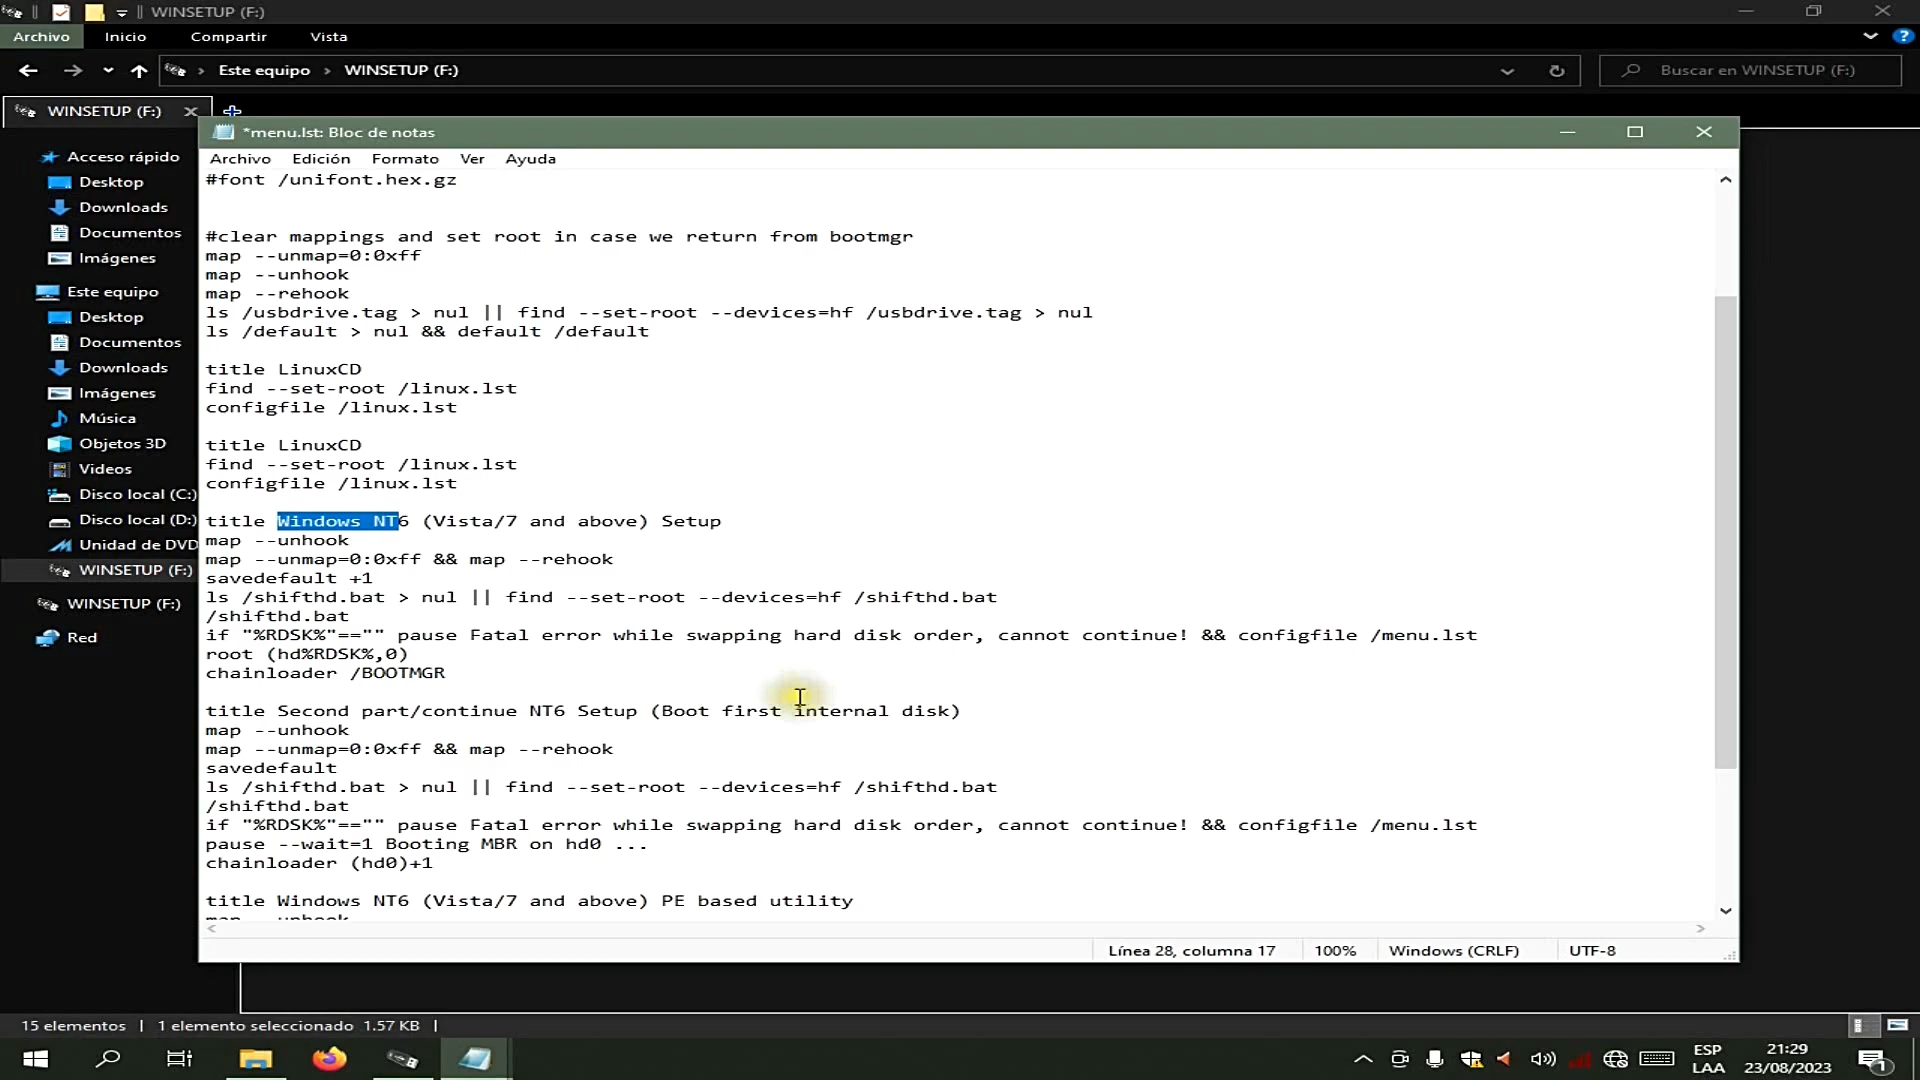 WINSETUP (F:)
Archivo Inicio Compartir Vista
Este equipo WINSETUP (F:)
Buscar en WINSETUP (F:)
WINSETUP (F:)
Acceso rápido
Desktop
Downloads
Documentos
Imágenes
Este equipo
Desktop
Documentos
Downloads
Imágenes
Música
Objetos 3D
Videos
Disco local (C:)
Disco local (D:)
Unidad de DVD
WINSETUP (F:)
WINSETUP (F:)
Red
*menu.lst: Bloc de notas
Archivo Edición Formato Ver Ayuda
#font /unifont.hex.gz
#clear mappings and set root in case we return from bootmgr
map --unmap=0:0xff
map --unhook
map --rehook
ls /usbdrive.tag > nul || find --set-root --devices=hf /usbdrive.tag > nul
ls /default > nul && default /default
title LinuxCD
find --set-root /linux.lst
configfile /linux.lst
title LinuxCD
find --set-root /linux.lst
configfile /linux.lst
title Windows NT6 (Vista/7 and above) Setup
map --unhook
map --unmap=0:0xff && map --rehook
savedefault +1
ls /shifthd.bat > nul || find --set-root --devices=hf /shifthd.bat
/shifthd.bat
if "%RDSK%"=="" pause Fatal error while swapping hard disk order, cannot continue! && configfile /menu.lst
root (hd%RDSK%,0)
chainloader /BOOTMGR
title Second part/continue NT6 Setup (Boot first internal disk)
map --unhook
map --unmap=0:0xff && map --rehook
savedefault
ls /shifthd.bat > nul || find --set-root --devices=hf /shifthd.bat
/shifthd.bat
if "%RDSK%"=="" pause Fatal error while swapping hard disk order, cannot continue! && configfile /menu.lst
pause --wait=1 Booting MBR on hd0 ...
chainloader (hd0)+1
title Windows NT6 (Vista/7 and above) PE based utility
map --unhook
Línea 28, columna 17 100% Windows (CRLF) UTF-8
15 elementos 1 elemento seleccionado 1.57 KB
ESP
LAA
21:29
23/08/2023
1